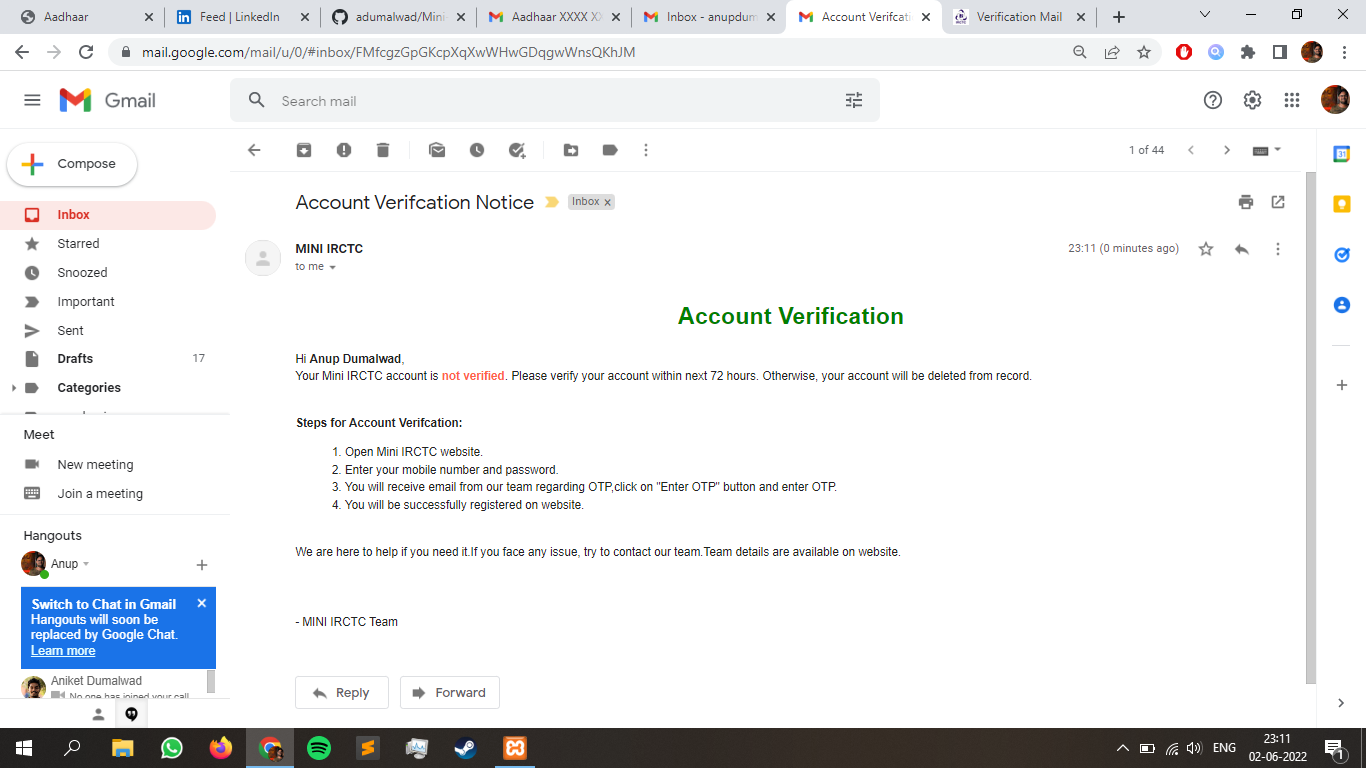 Aadhaar
Feed | LinkedIn
adumalwad/Mini-
Aadhaar XXXX XX
Inbox - anupdum
Account Verifcati
Verification Mail
mail.google.com/mail/u/0/#inbox/FMfcgzGpGKcpXqXwWHwGDqgwWnsQKhJM
Gmail
Search mail
Compose
1 of 44
Inbox
Starred
Snoozed
Important
Sent
Drafts 17
Categories
Meet
New meeting
Join a meeting
Hangouts
Anup
Switch to Chat in Gmail
Hangouts will soon be
replaced by Google Chat.
Learn more
Aniket Dumalwad
No one has joined your call
Account Verifcation Notice
Inbox x
MINI IRCTC
23:11 (0 minutes ago)
to me
Account Verification
Hi Anup Dumalwad,
Your Mini IRCTC account is not verified. Please verify your account within next 72 hours. Otherwise, your account will be deleted from record.
Steps for Account Verifcation:
1. Open Mini IRCTC website.
2. Enter your mobile number and password.
3. You will receive email from our team regarding OTP,click on "Enter OTP" button and enter OTP.
4. You will be successfully registered on website.
We are here to help if you need it.If you face any issue, try to contact our team.Team details are available on website.
- MINI IRCTC Team
Reply
Forward
31
ENG
23:11
02-06-2022
1